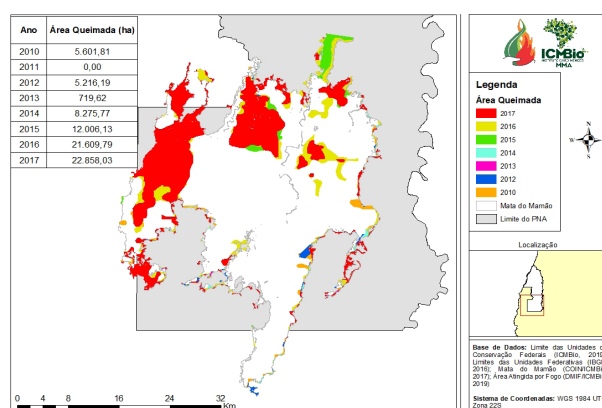 Ano Área Queimada (ha)
2010 5.601,81
2011 0,00
2012 5.216,19
2013 719,62
2014 8.275,77
2015 12.006,13
2016 21.609,79
2017 22.858,03
0 4 8 16 24 32
Km
ICMBio
MMA
Legenda
Área Queimada
2017
2016
2015
2014
2013
2012
2010
Mata do Mamão
Limite do PNA
N
W E
S
Localização
Base de Dados: Limite das Unidades d
Conservação Federais (ICMBio, 2019
Limites das Unidades Federativas (IBGE
2016); Mata do Mamão (COIN/ICMBi
2017); Área Atingida por Fogo (DMIF/ICMBi
2019)
Sistema de Coordenadas: WGS 1984 UT
Zona 22S